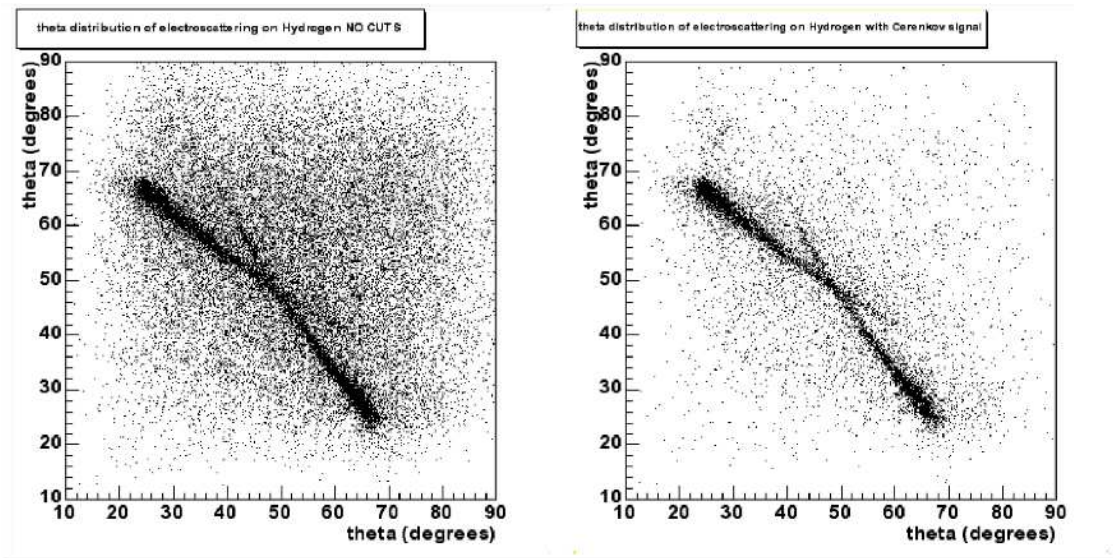 theta distribution of electroscattering on Hydrogen NO CUTS
theta (degrees)
90
80
70
60
50
40
30
20
10
10 20 30 40 50 60 70 80 90
theta (degrees)
theta distribution of electroscattering on Hydrogen with Cerenkov signal
theta (degrees)
90
80
70
60
50
40
30
20
10
10 20 30 40 50 60 70 80 90
theta (degrees)